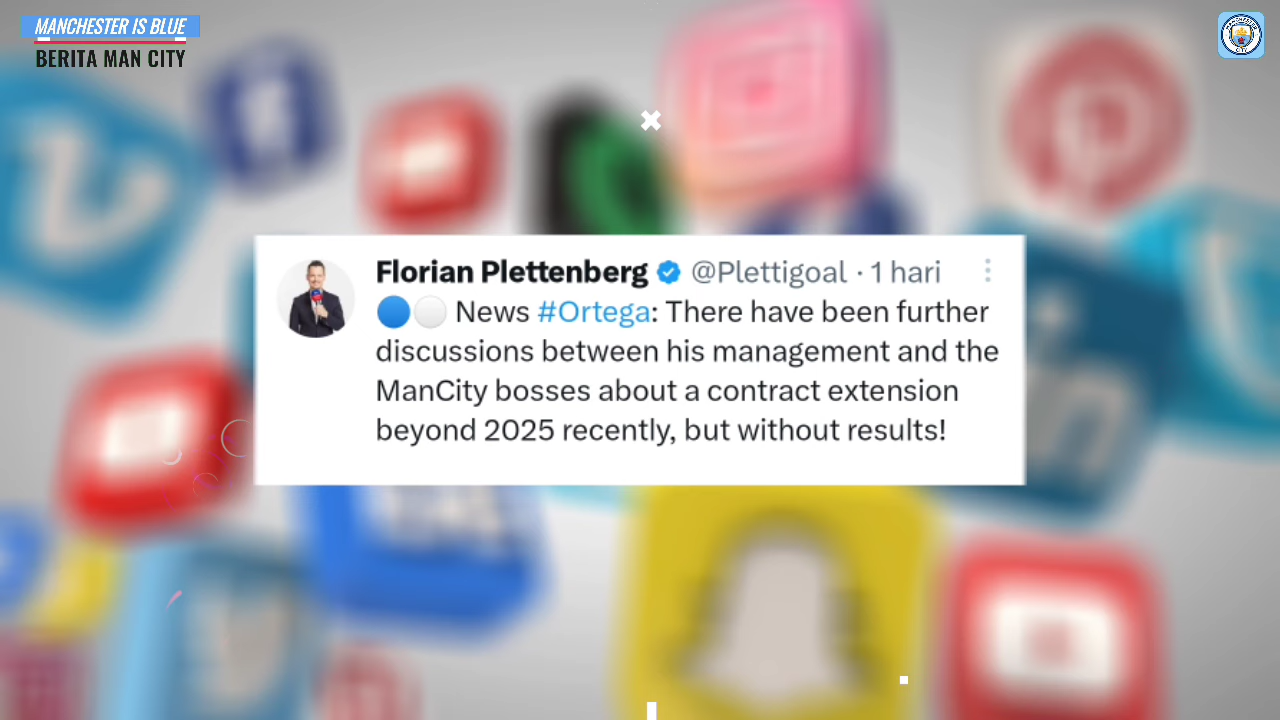 MANCHESTER IS BLUE
BERITA MAN CITY
Florian Plettenberg @Plettigoal · 1 hari
🔵⚪ News #Ortega: There have been further
discussions between his management and the
ManCity bosses about a contract extension
beyond 2025 recently, but without results!